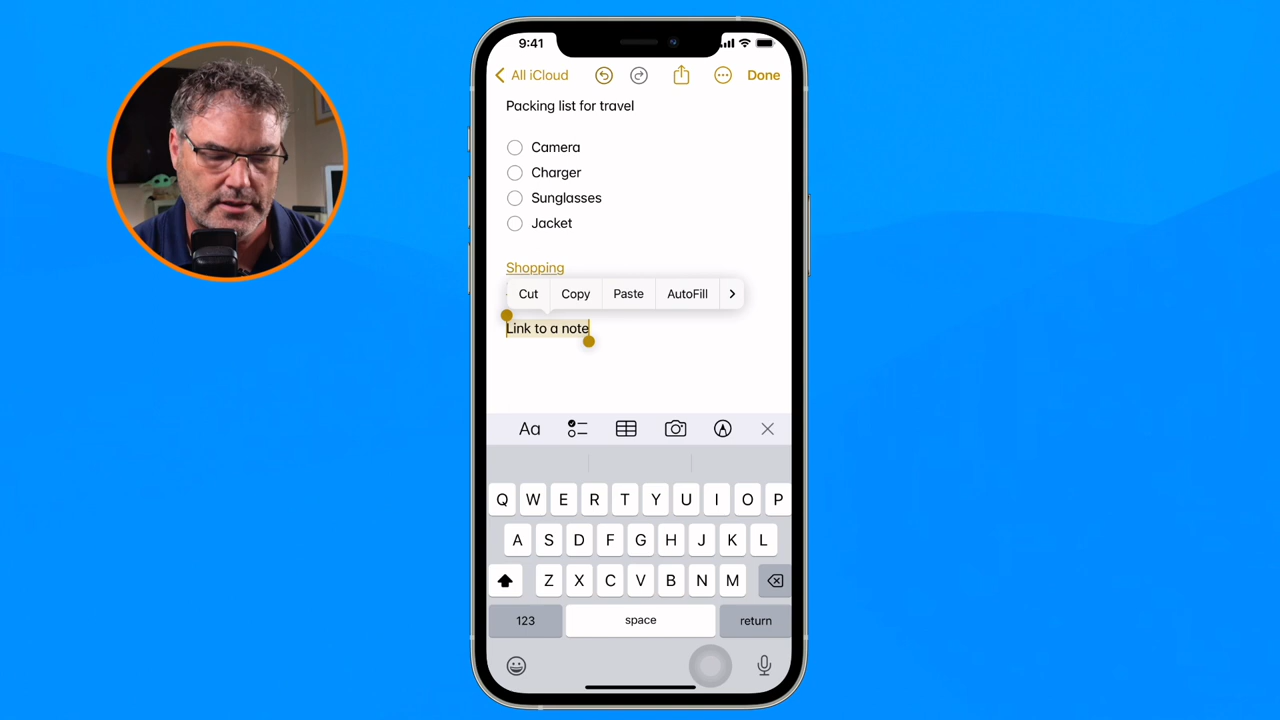 9:41
All iCloud Done
Packing list for travel
Camera
Charger
Sunglasses
Jacket
Shopping
Cut Copy Paste AutoFill
Link to a note
Aa
Q W E R T Y U I O P
A S D F G H J K L
Z X C V B N M
123 space return